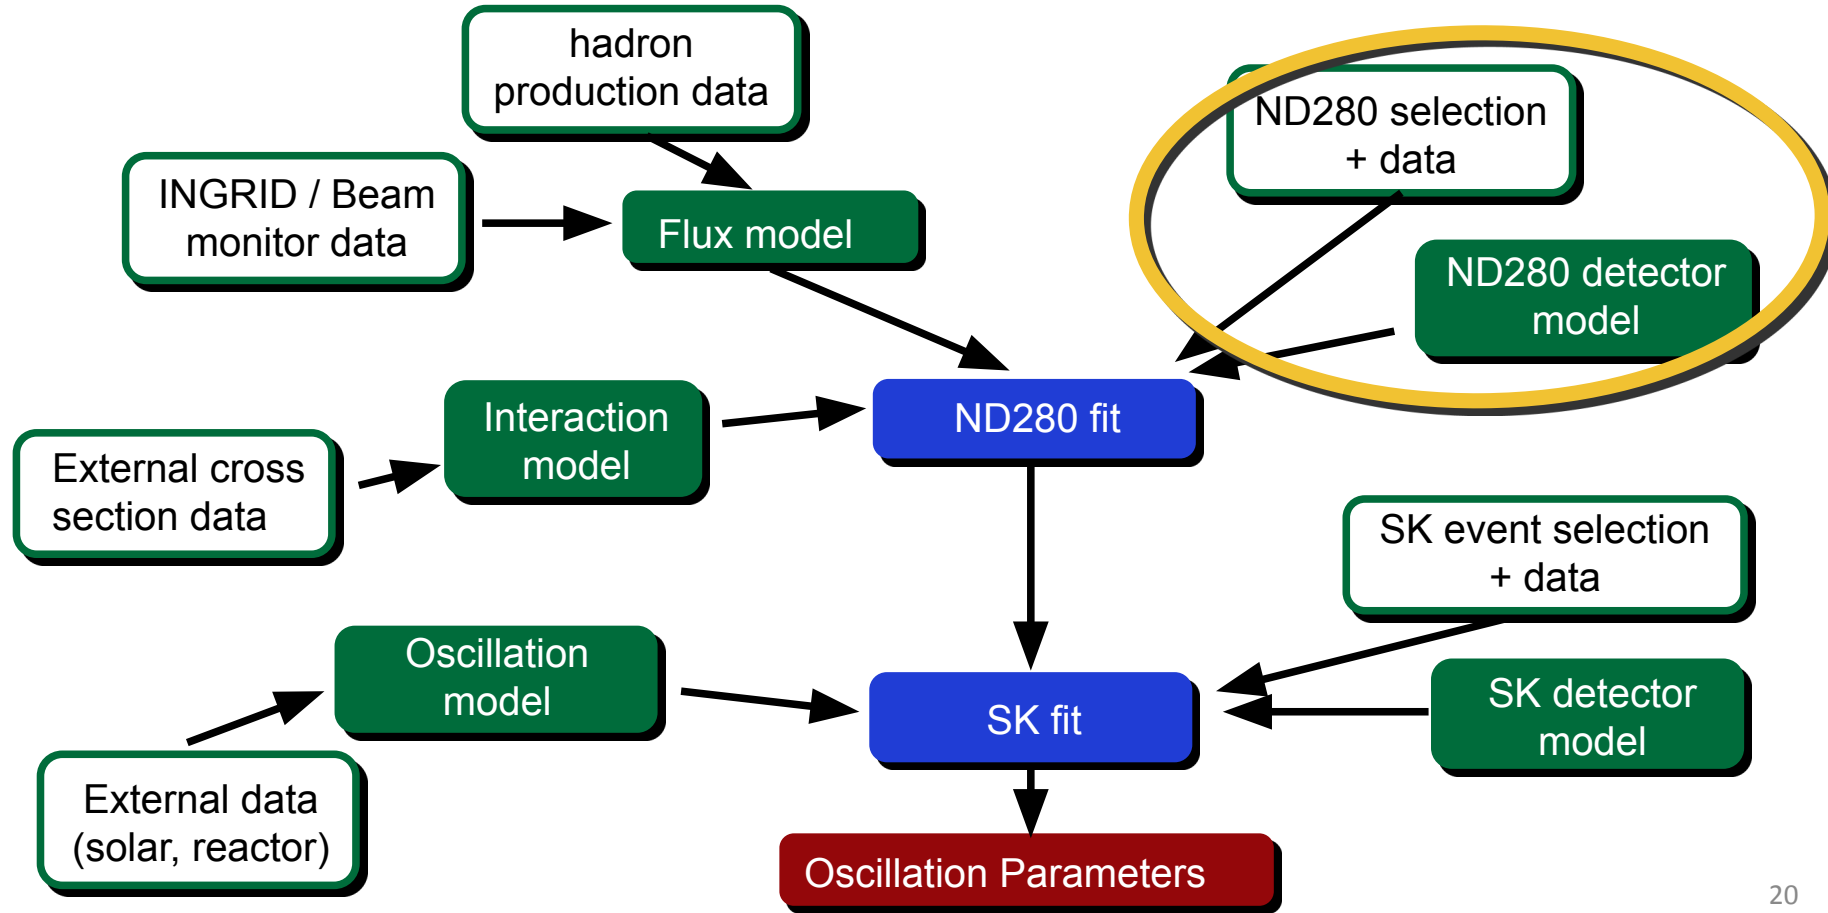 hadron
production data
ND280 selection
+ data
INGRID / Beam
monitor data
Flux model
ND280 detector
model
Interaction
model
ND280 fit
External cross
section data
SK event selection
+ data
Oscillation
model
SK fit
SK detector
model
External data
(solar, reactor)
Oscillation Parameters
20